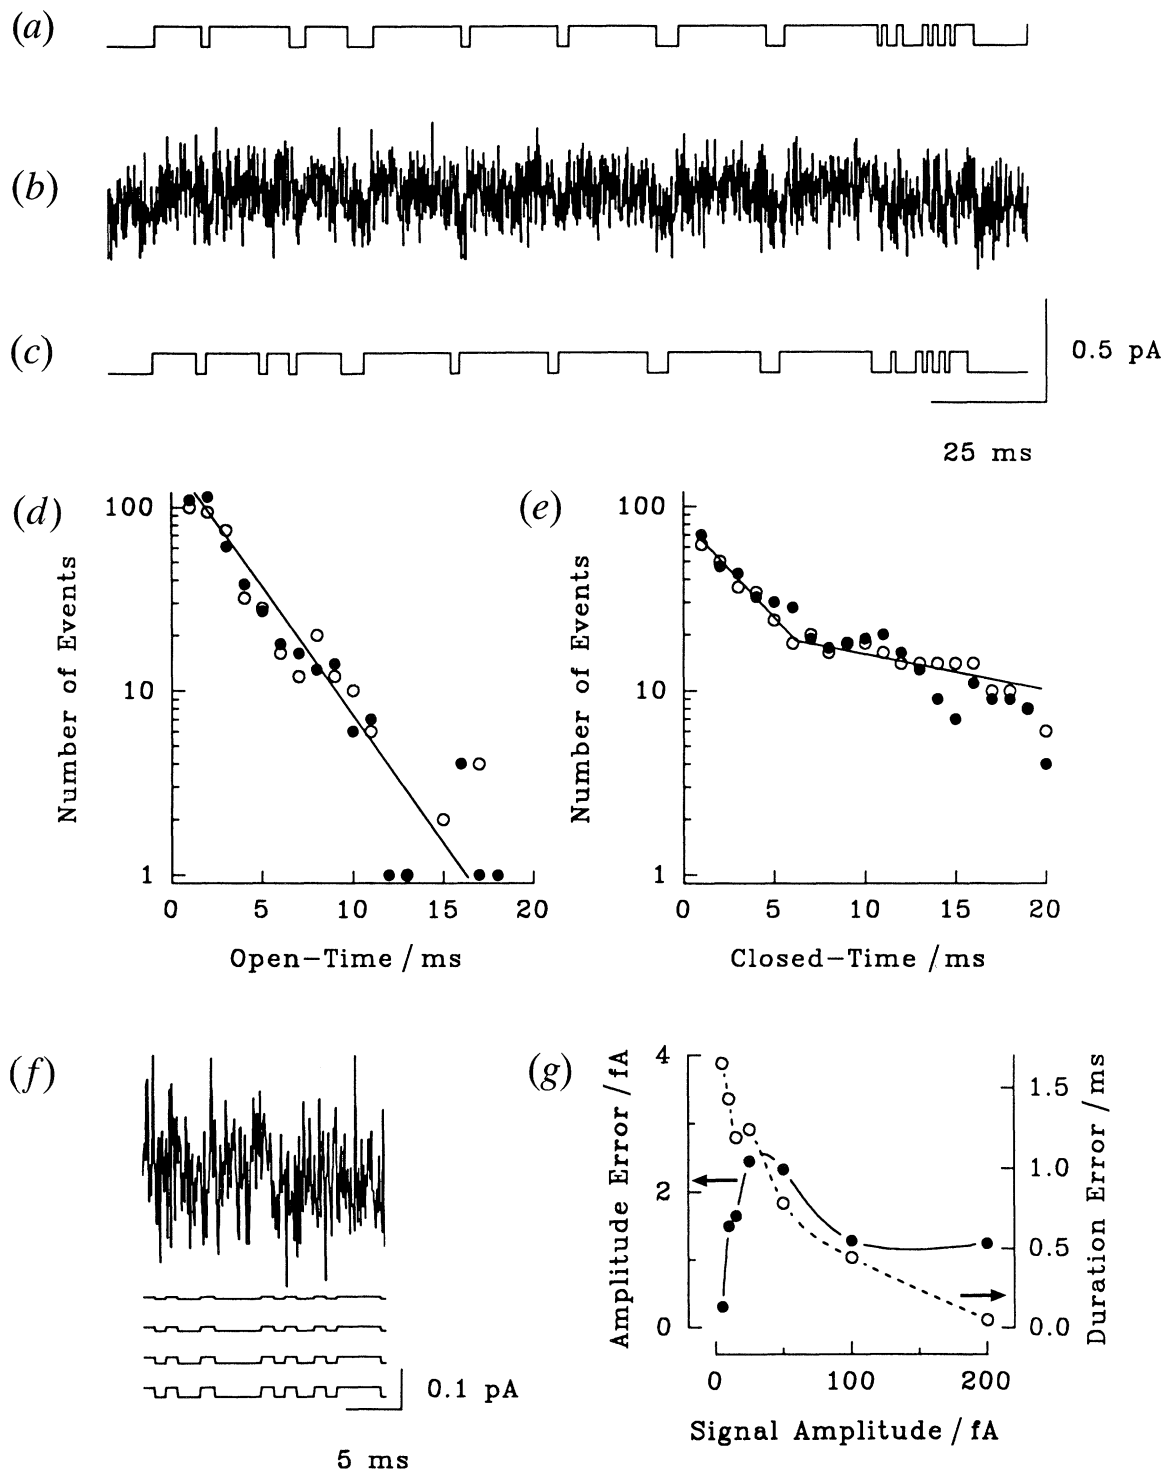 (a)
(b)
(c)
0.5 pA
25 ms
(d)
100
10
1
Number of Events
0
5
10
15
20
Open-Time / ms
(e)
100
10
1
Number of Events
0
5
10
15
20
Closed-Time / ms
(f)
0.1 pA
5 ms
(g)
Amplitude Error / fA
4
2
0
1.5
1.0
0.5
0.0
Duration Error / ms
0
100
200
Signal Amplitude / fA